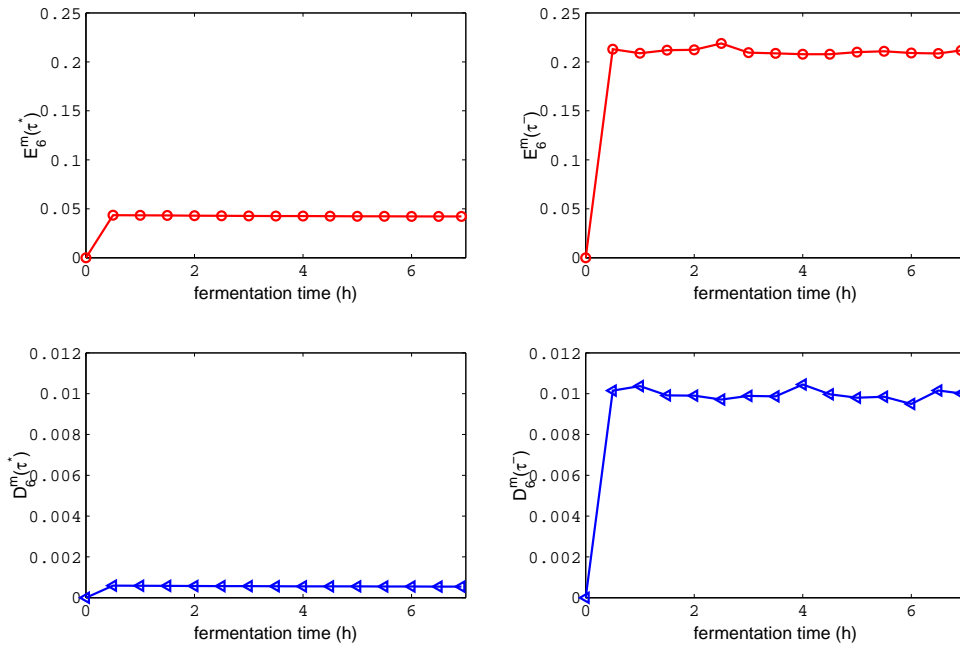 0.25
0.2
0.15
0.1
0.05
0
E₆ᵐ(τ*)
0 2 4 6
fermentation time (h)
0.25
0.2
0.15
0.1
0.05
0
E₆ᵐ(τ⁻)
0 2 4 6
fermentation time (h)
0.012
0.01
0.008
0.006
0.004
0.002
0
D₆ᵐ(τ*)
0 2 4 6
fermentation time (h)
0.012
0.01
0.008
0.006
0.004
0.002
0
D₆ᵐ(τ⁻)
0 2 4 6
fermentation time (h)